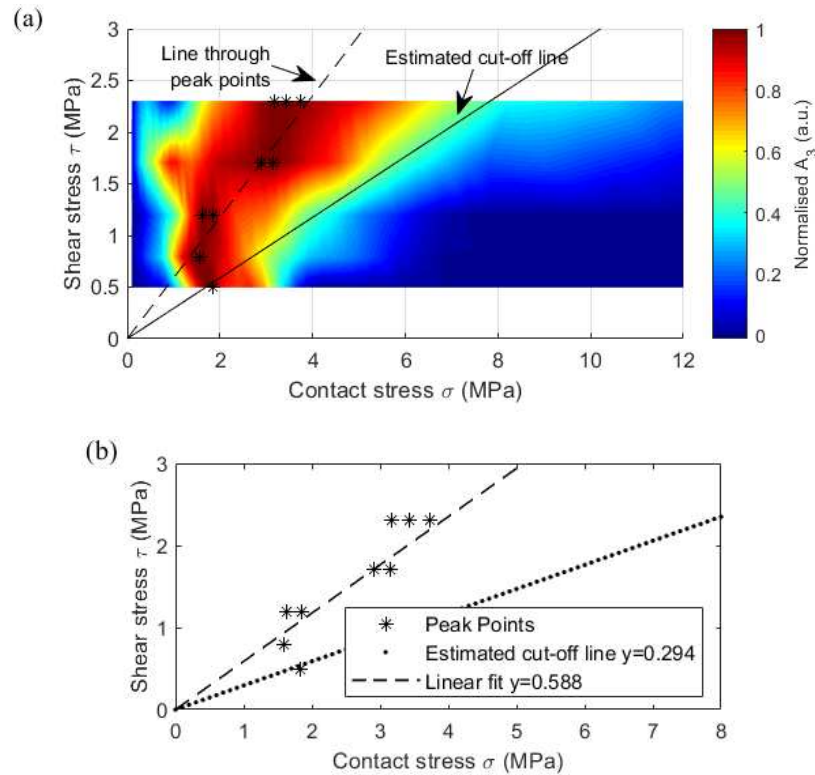 (a)
Line through
peak points
Estimated cut-off line
Shear stress τ (MPa)
3
2.5
2
1.5
1
0.5
0
0 2 4 6 8 10 12
Contact stress σ (MPa)
1
0.8
0.6
0.4
0.2
0
Normalised A3 (a.u.)
(b)
Shear stress τ (MPa)
3
2
1
0
Peak Points
Estimated cut-off line y=0.294
Linear fit y=0.588
0 1 2 3 4 5 6 7 8
Contact stress σ (MPa)